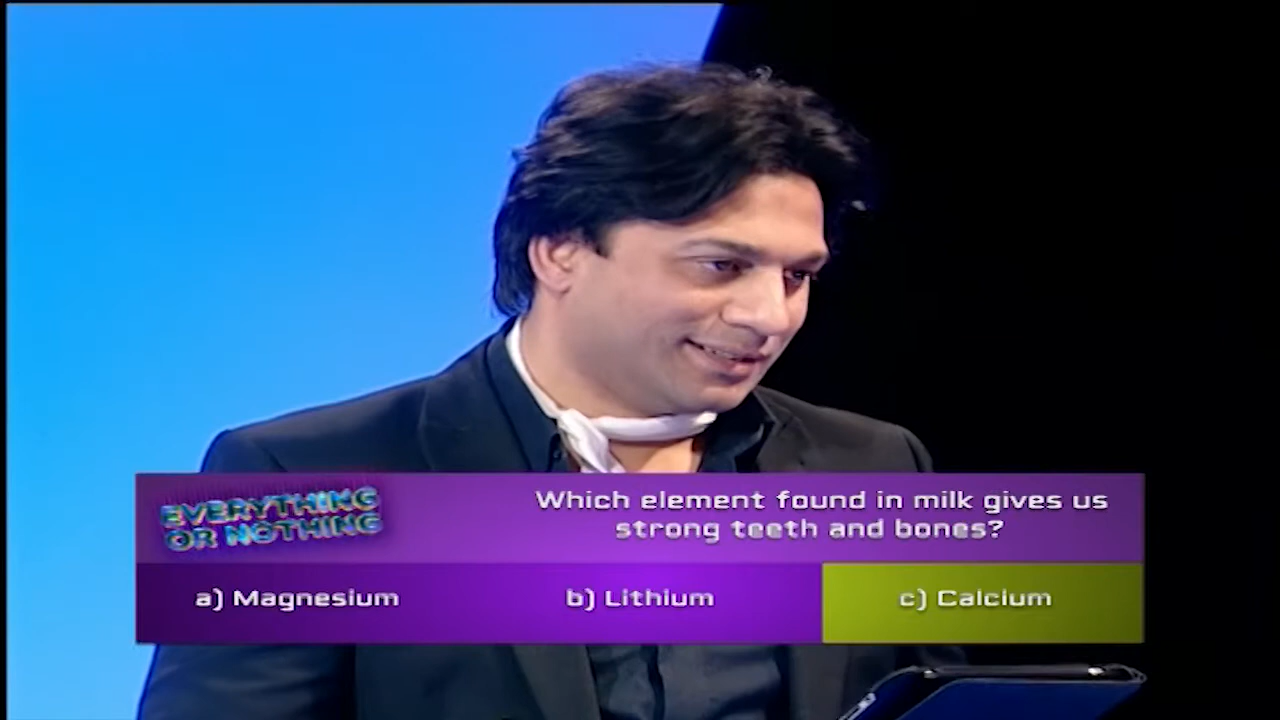 EVERYTHING
OR NOTHING
Which element found in milk gives us
strong teeth and bones?
a) Magnesium
b) Lithium
c) Calcium